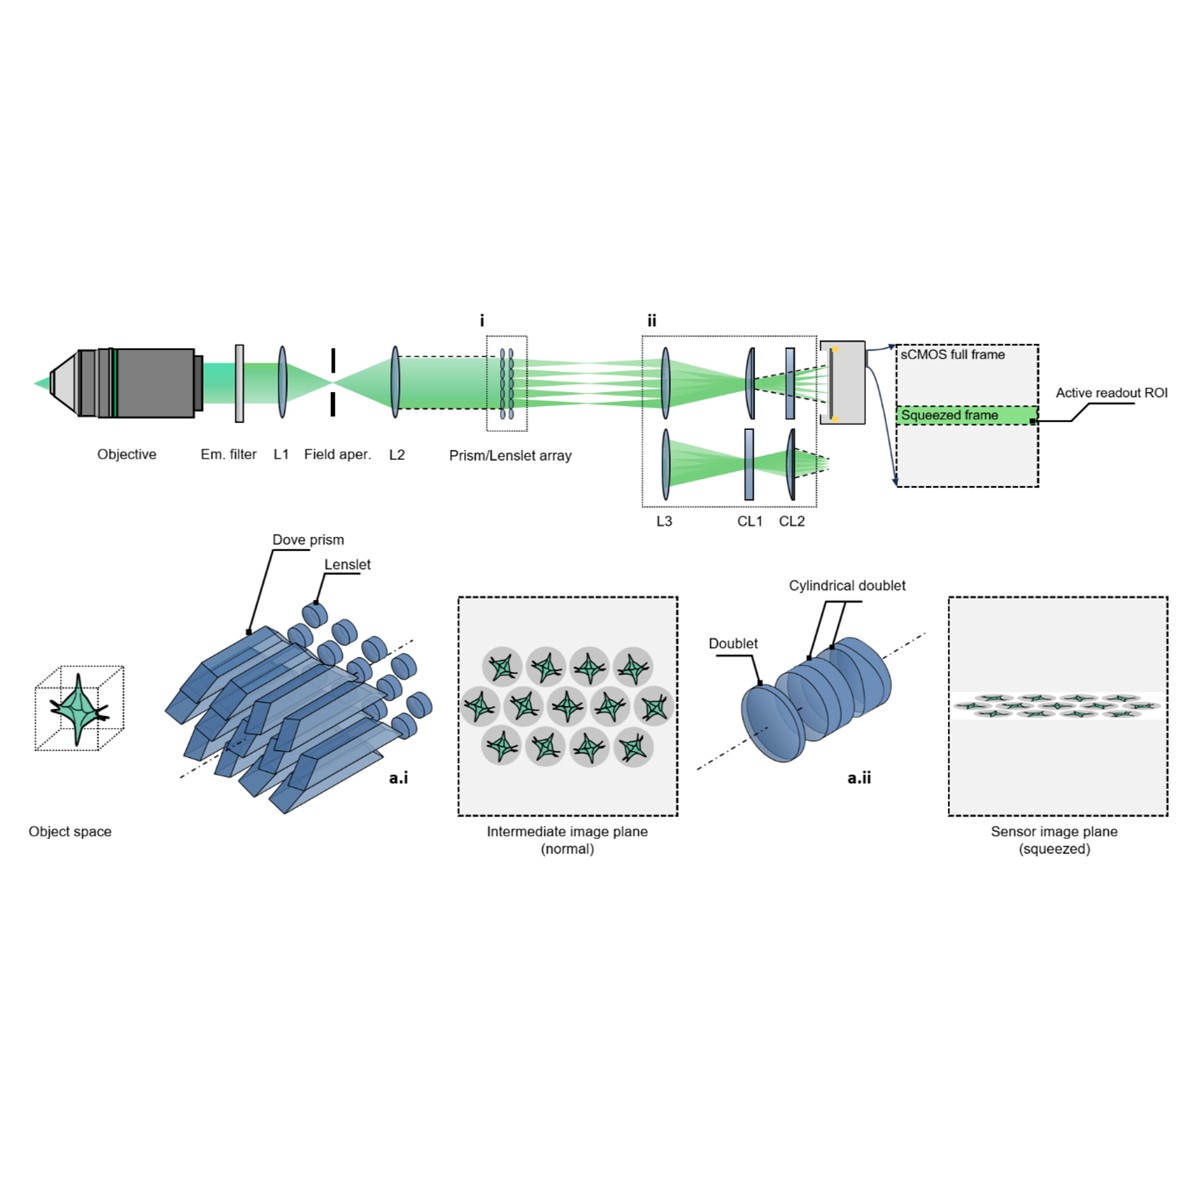 i
ii
sCMOS full frame
Active readout ROI
Squeezed frame
Objective
Em. filter
L1
Field aper.
L2
Prism/Lenslet array
L3
CL1
CL2
Dove prism
Lenslet
Cylindrical doublet
Doublet
a.i
a.ii
Object space
Intermediate image plane
(normal)
Sensor image plane
(squeezed)